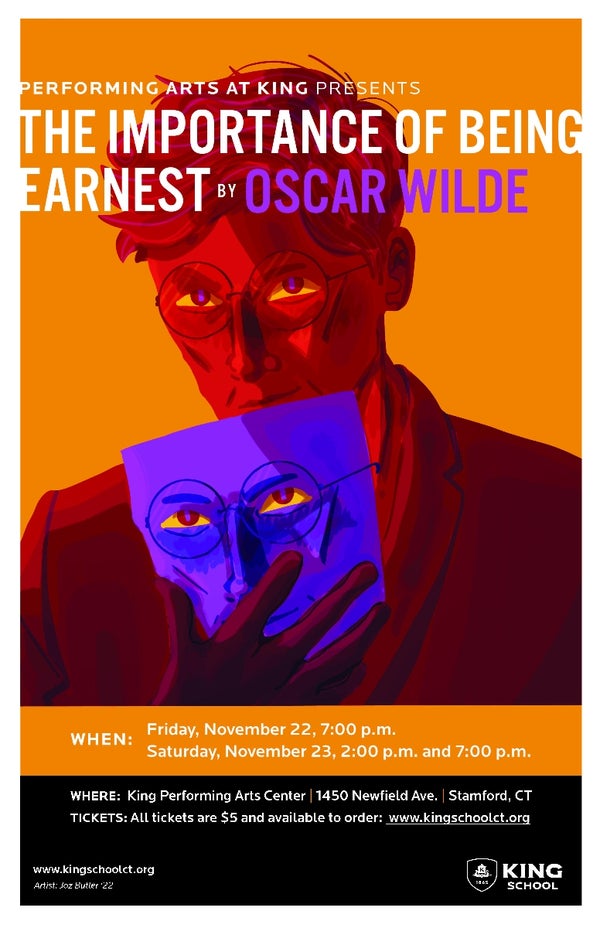 PERFORMING ARTS AT KING PRESENTS
THE IMPORTANCE OF BEING
EARNEST BY OSCAR WILDE
WHEN: Friday, November 22, 7:00 p.m.
Saturday, November 23, 2:00 p.m. and 7:00 p.m.
WHERE: King Performing Arts Center | 1450 Newfield Ave. | Stamford, CT
TICKETS: All tickets are $5 and available to order: www.kingschoolct.org
www.kingschoolct.org
Artist: Joz Butler '22
1865
KING
SCHOOL